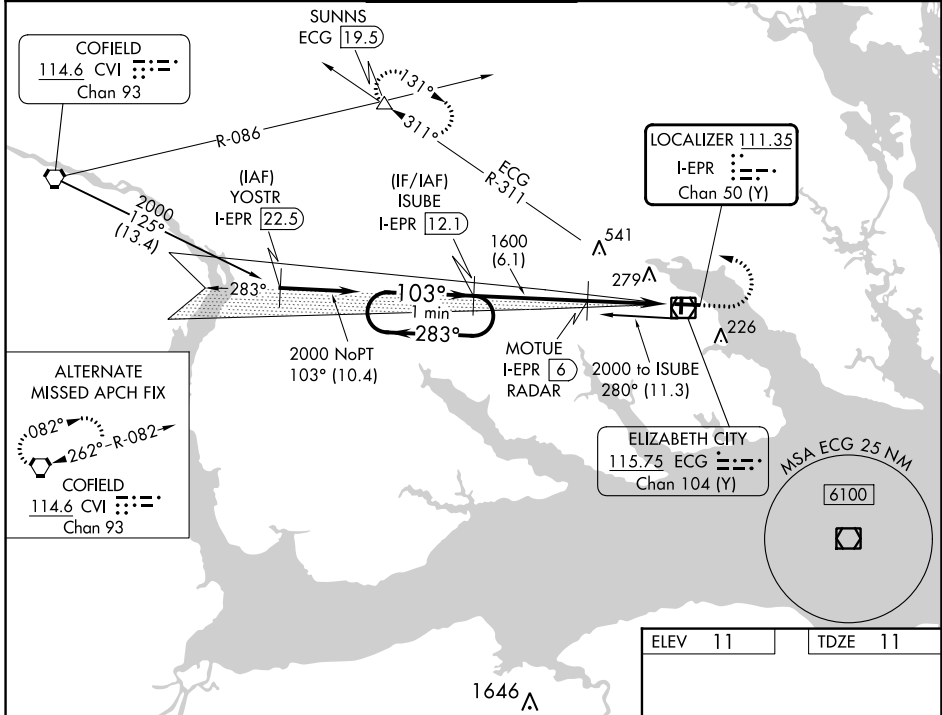 SUNNS
ECG 19.5
COFIELD
114.6 CVI
Chan 93
131°
311°
R-086
ECG
R-311
LOCALIZER 111.35
I-EPR
Chan 50 (Y)
(IAF)
YOSTR
I-EPR 22.5
(IF/IAF)
ISUBE
I-EPR 12.1
2000
125°
(13.4)
1600
(6.1)
541
279
283°
103°
1 min
283°
226
2000 NoPT
103° (10.4)
MOTUE
I-EPR 6
RADAR
2000 to ISUBE
280° (11.3)
ALTERNATE
MISSED APCH FIX
082°
262°-R-082
COFIELD
114.6 CVI
Chan 93
ELIZABETH CITY
115.75 ECG
Chan 104 (Y)
MSA ECG 25 NM
6100
ELEV 11
TDZE 11
1646